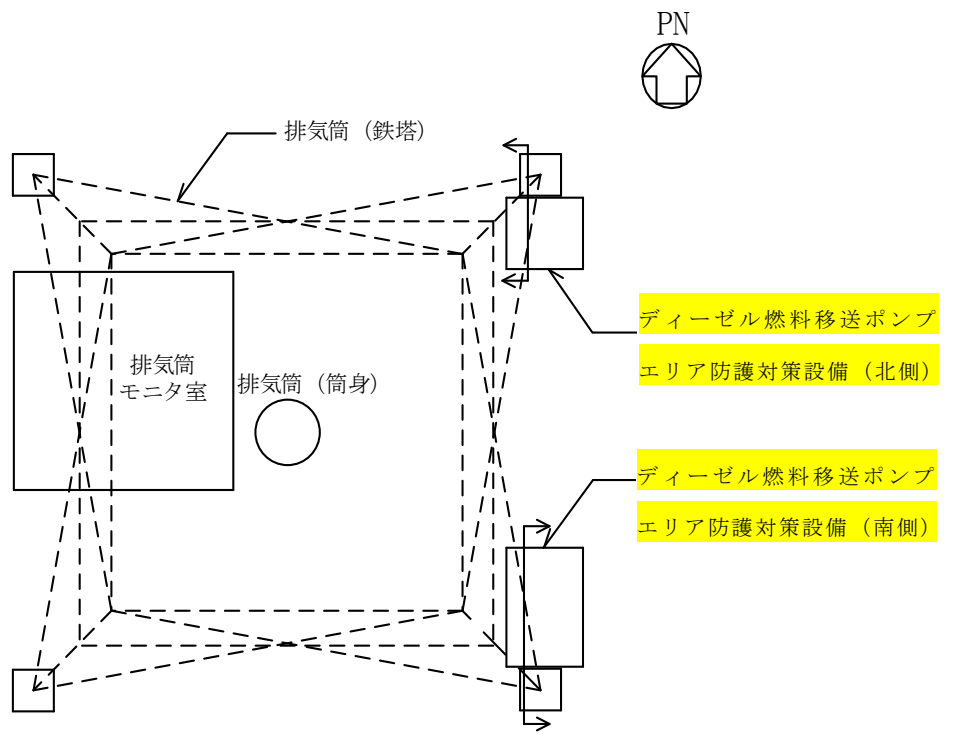 PN
排気筒（鉄塔）
ディーゼル燃料移送ポンプ
エリア防護対策設備（北側）
排気筒
モニタ室
排気筒（筒身）
ディーゼル燃料移送ポンプ
エリア防護対策設備（南側）